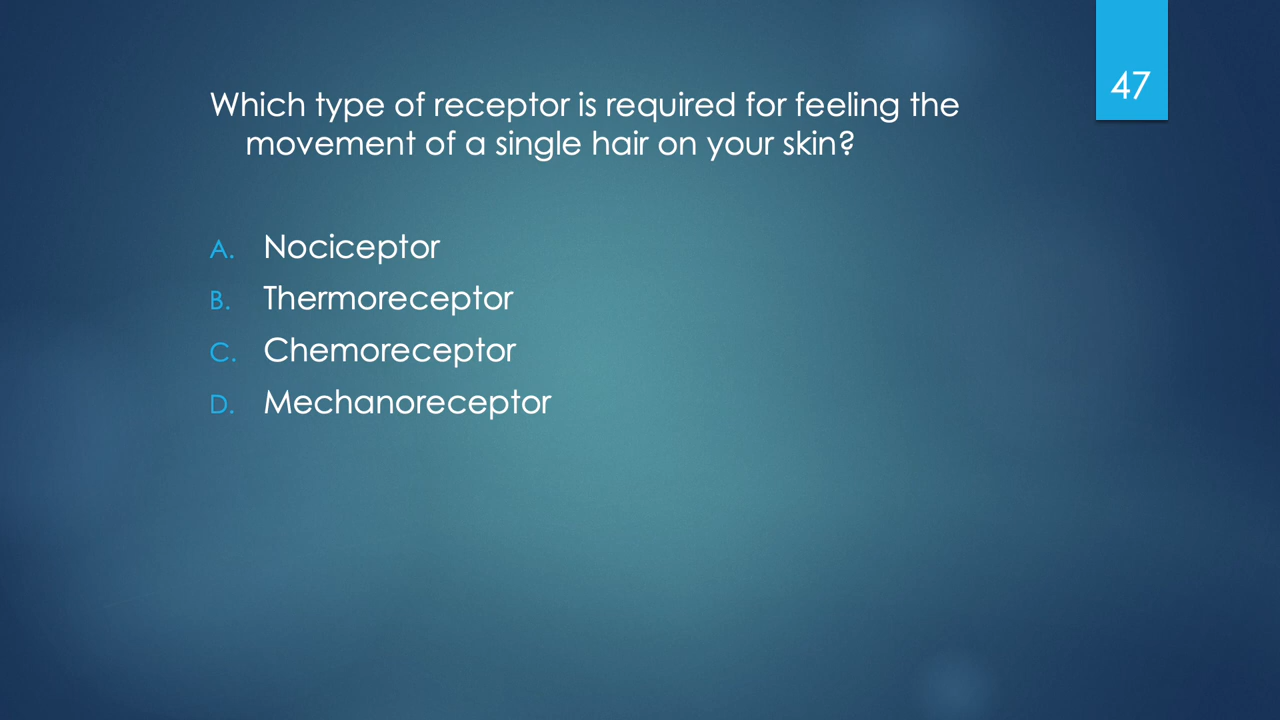 47
Which type of receptor is required for feeling the
movement of a single hair on your skin?
A. Nociceptor
B. Thermoreceptor
C. Chemoreceptor
D. Mechanoreceptor